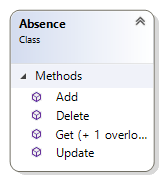 Absence
Class
Methods
Add
Delete
Get (+ 1 overlo...
Update